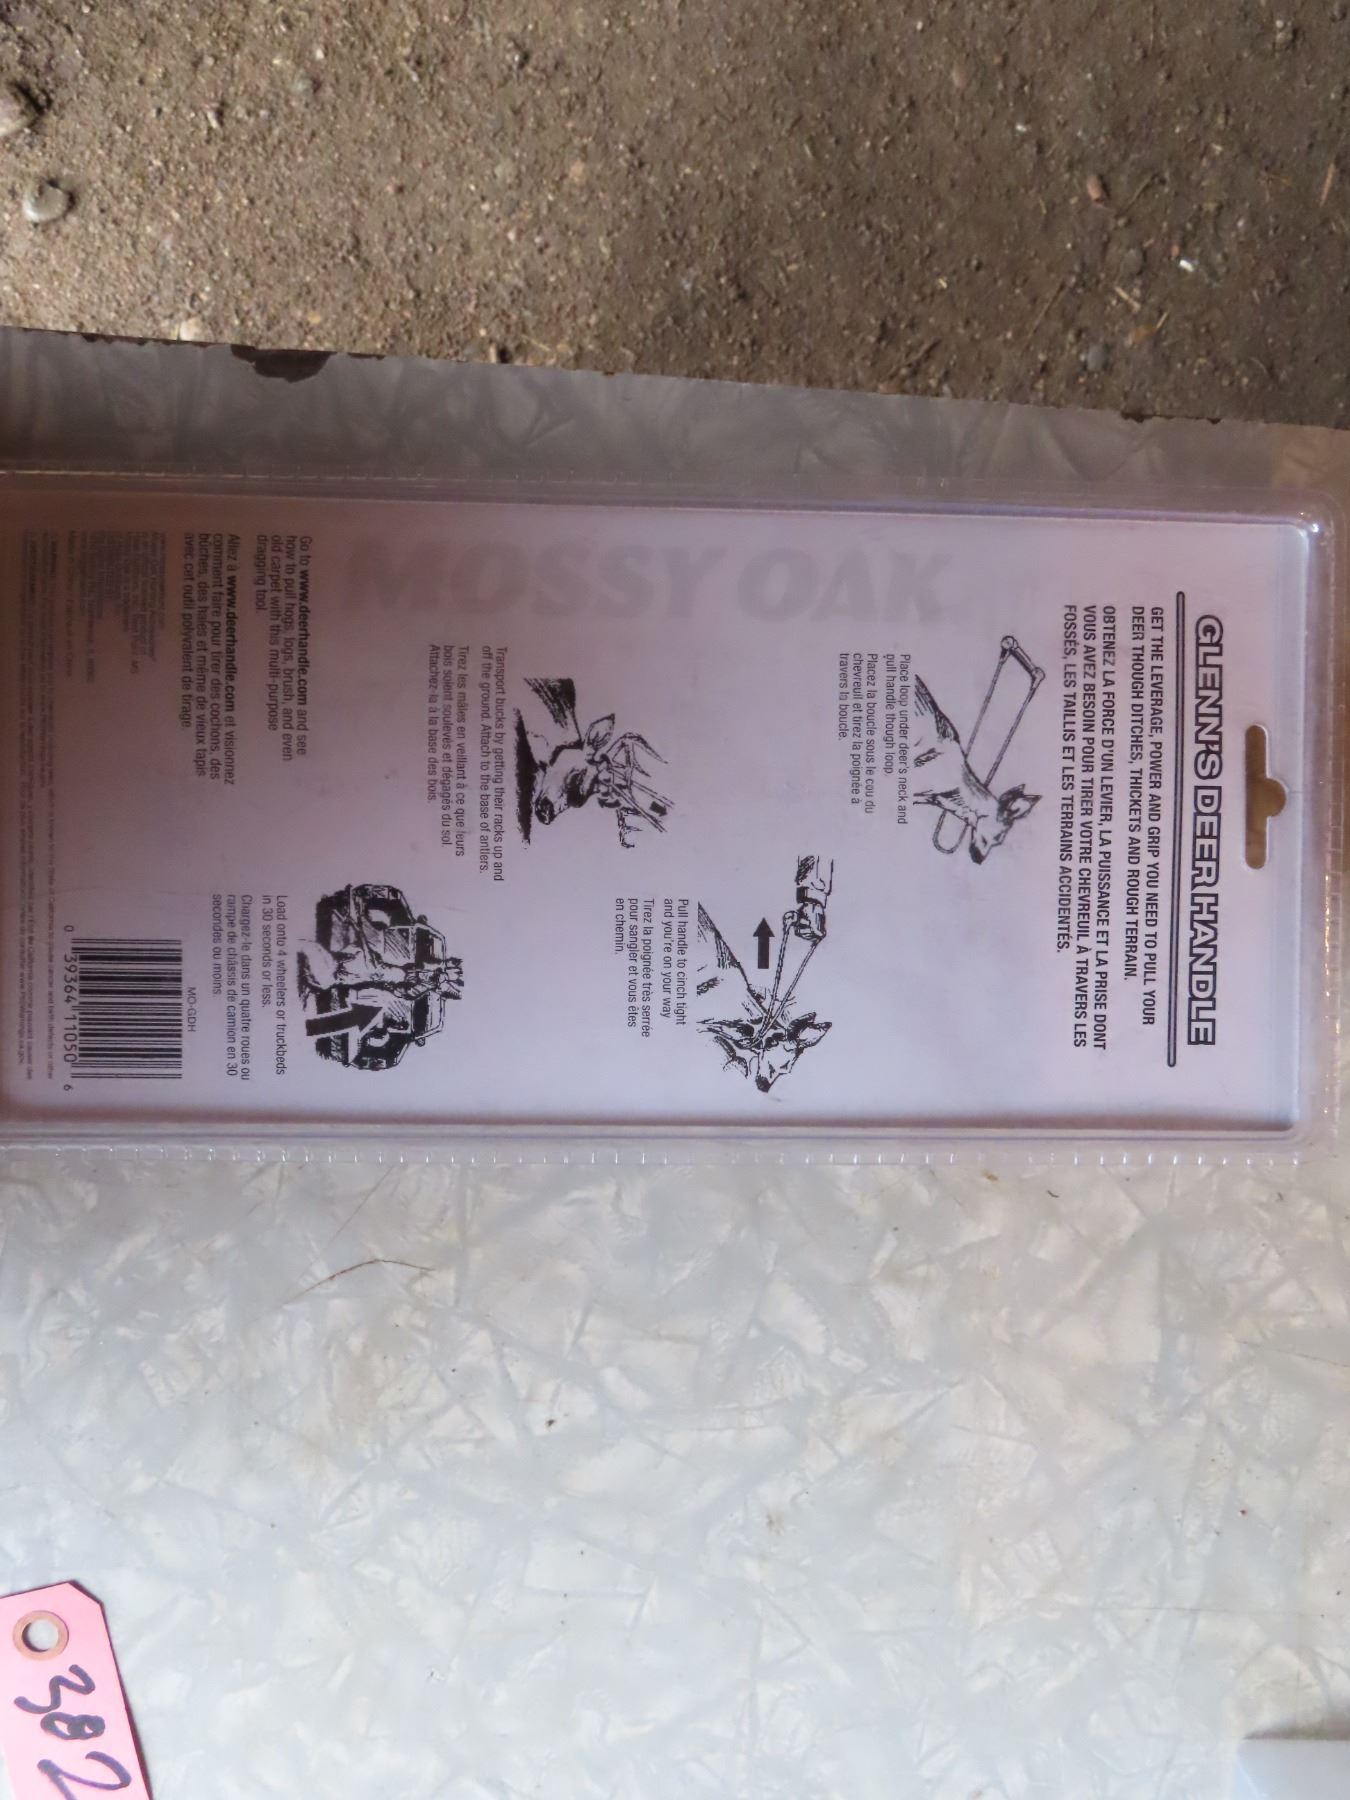 GLENN'S DEER HANDLE
GET THE LEVERAGE, POWER AND GRIP YOU NEED TO PULL YOUR
DEER THOUGH DITCHES, THICKETS AND ROUGH TERRAIN.
OBTENEZ LA FORCE D'UN LEVIER, LA PUISSANCE ET LA PRISE DONT
VOUS AVEZ BESOIN POUR TIRER VOTRE CHEVREUIL À TRAVERS LES
FOSSÉS, LES TAILLIS ET LES TERRAINS ACCIDENTÉS.
MOSSY OAK
Place loop under deer's neck and
pull handle though loop.
Placez la boucle sous le cou du
chevreuil et tirez la poignée à
travers la boucle.
Pull handle to cinch tight
and you're on your way
Tirez la poignée très serrée
pour sangler et vous êtes
en chemin.
Transport bucks by getting their racks up and
off the ground. Attach to the base of antlers.
Tirez les mâles en veillant à ce que leurs
bois soient soulevés et dégagés du sol.
Attachez-la à la base des bois.
Load onto 4 wheelers or truckbeds
in 30 seconds or less.
Chargez-le dans un quatre roues ou
rampe de châssis de camion en 30
secondes ou moins.
Go to www.deerhandle.com and see
how to pull hogs, logs, brush, and even
old carpet with this multi-purpose
dragging tool.
Allez à www.deerhandle.com et visionnez
comment faire pour tirer des cochons, des
bûches, des haies et même de vieux tapis
avec cet outil polyvalent de tirage.
MO-GDH
0 39364 11050 6
382